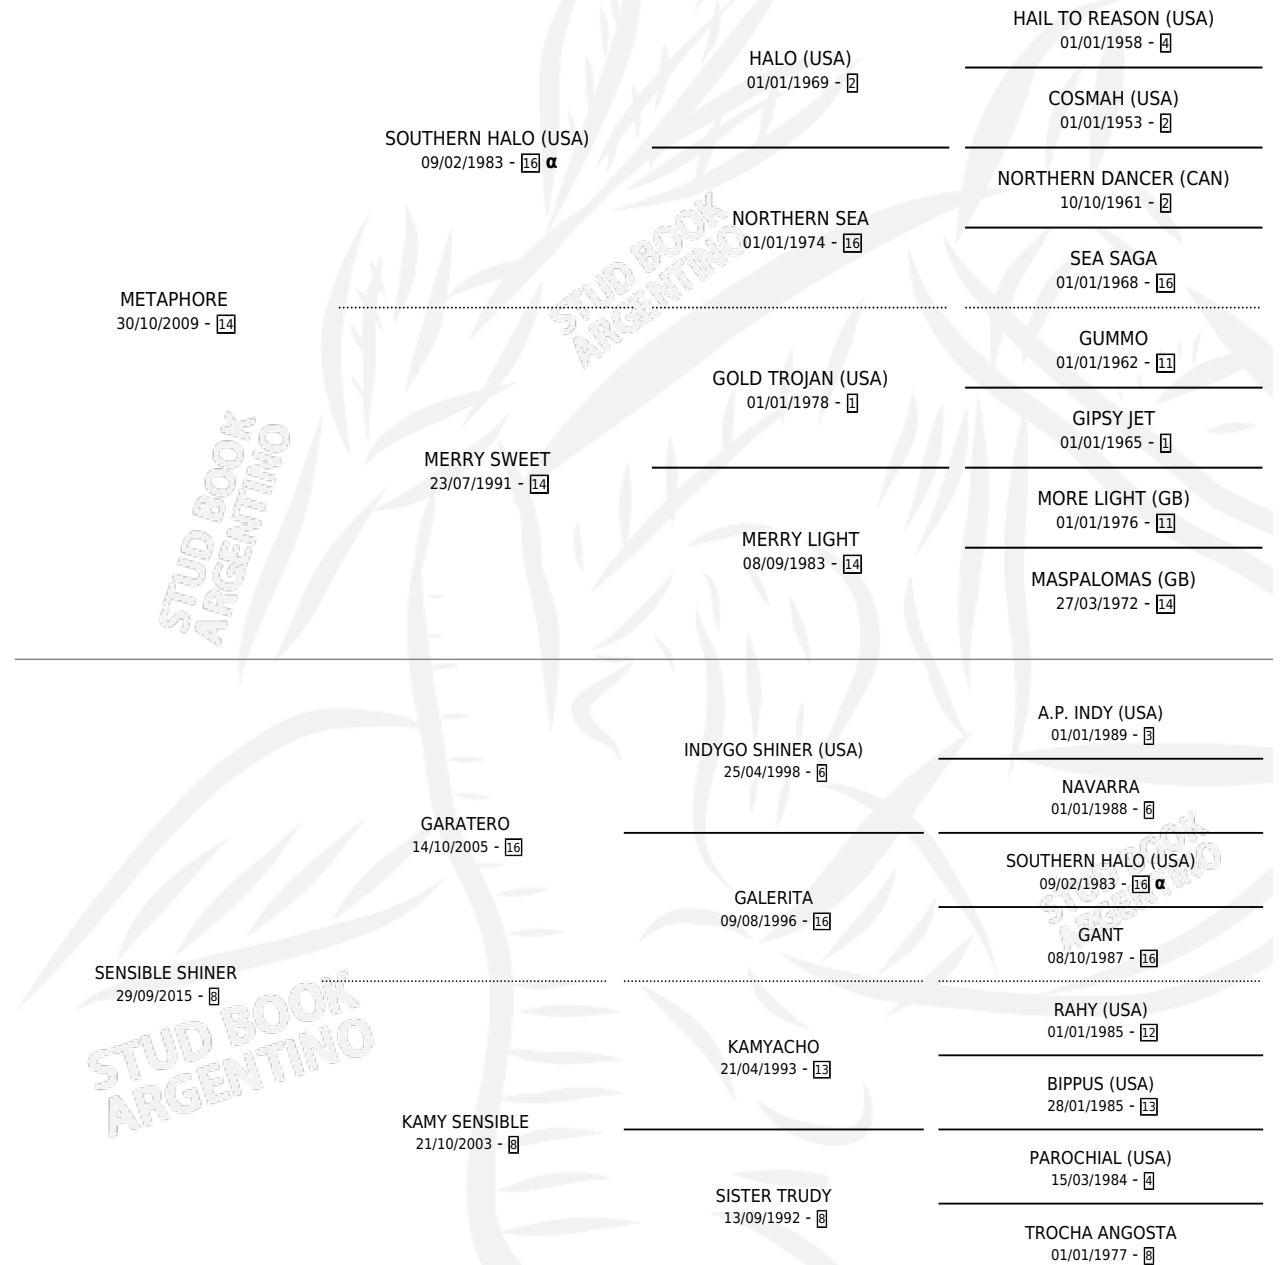 HAIL TO REASON (USA)
01/01/1958 - 4
HALO (USA)
01/01/1969 - 2
COSMAH (USA)
01/01/1953 - 2
SOUTHERN HALO (USA)
09/02/1983 - 16 α
NORTHERN DANCER (CAN)
10/10/1961 - 2
NORTHERN SEA
01/01/1974 - 16
SEA SAGA
01/01/1968 - 16
STUD BOOK
ARGENTINO
METAPHORE
30/10/2009 - 14
GUMMO
01/01/1962 - 11
GOLD TROJAN (USA)
01/01/1978 - 1
GIPSY JET
01/01/1965 - 1
MERRY SWEET
23/07/1991 - 14
MORE LIGHT (GB)
01/01/1976 - 11
MERRY LIGHT
08/09/1983 - 14
MASPALOMAS (GB)
27/03/1972 - 14
STUD BOOK
ARGENTINO
A.P. INDY (USA)
01/01/1989 - 3
INDYGO SHINER (USA)
25/04/1998 - 6
NAVARRA
01/01/1988 - 6
GARATERO
14/10/2005 - 16
SOUTHERN HALO (USA)
09/02/1983 - 16 α
GALERITA
09/08/1996 - 16
GANT
08/10/1987 - 16
STUD BOOK
ARGENTINO
SENSIBLE SHINER
29/09/2015 - 8
RAHY (USA)
01/01/1985 - 12
KAMYACHO
21/04/1993 - 13
BIPPUS (USA)
28/01/1985 - 13
STUD BOOK
ARGENTINO
KAMY SENSIBLE
21/10/2003 - 8
PAROCHIAL (USA)
15/03/1984 - 4
SISTER TRUDY
13/09/1992 - 8
TROCHA ANGOSTA
01/01/1977 - 8